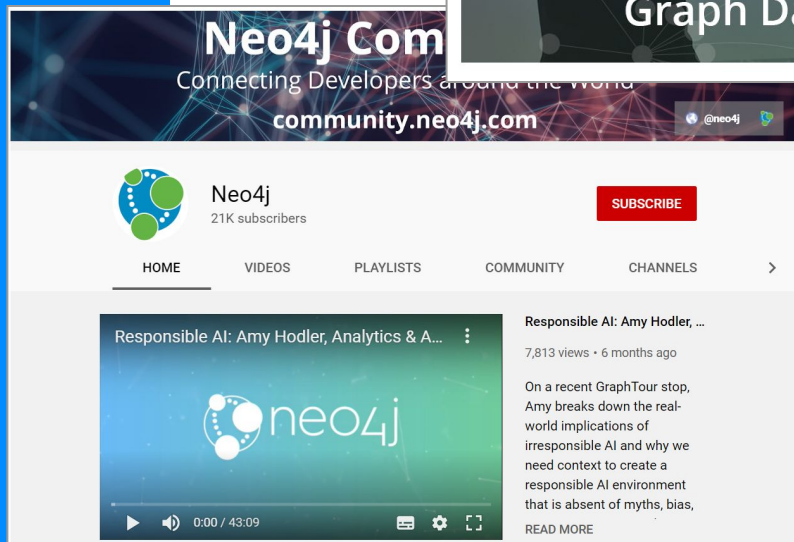 Graph Da
Neo4j Com
Connecting Developers around the World
community.neo4j.com
@neo4j
Neo4j
21K subscribers
SUBSCRIBE
HOME VIDEOS PLAYLISTS COMMUNITY CHANNELS
Responsible AI: Amy Hodler, Analytics & A...
neo4j
0:00 / 43:09
Responsible AI: Amy Hodler, ...
7,813 views • 6 months ago
On a recent GraphTour stop,
Amy breaks down the real-
world implications of
irresponsible AI and why we
need context to create a
responsible AI environment
that is absent of myths, bias,
READ MORE